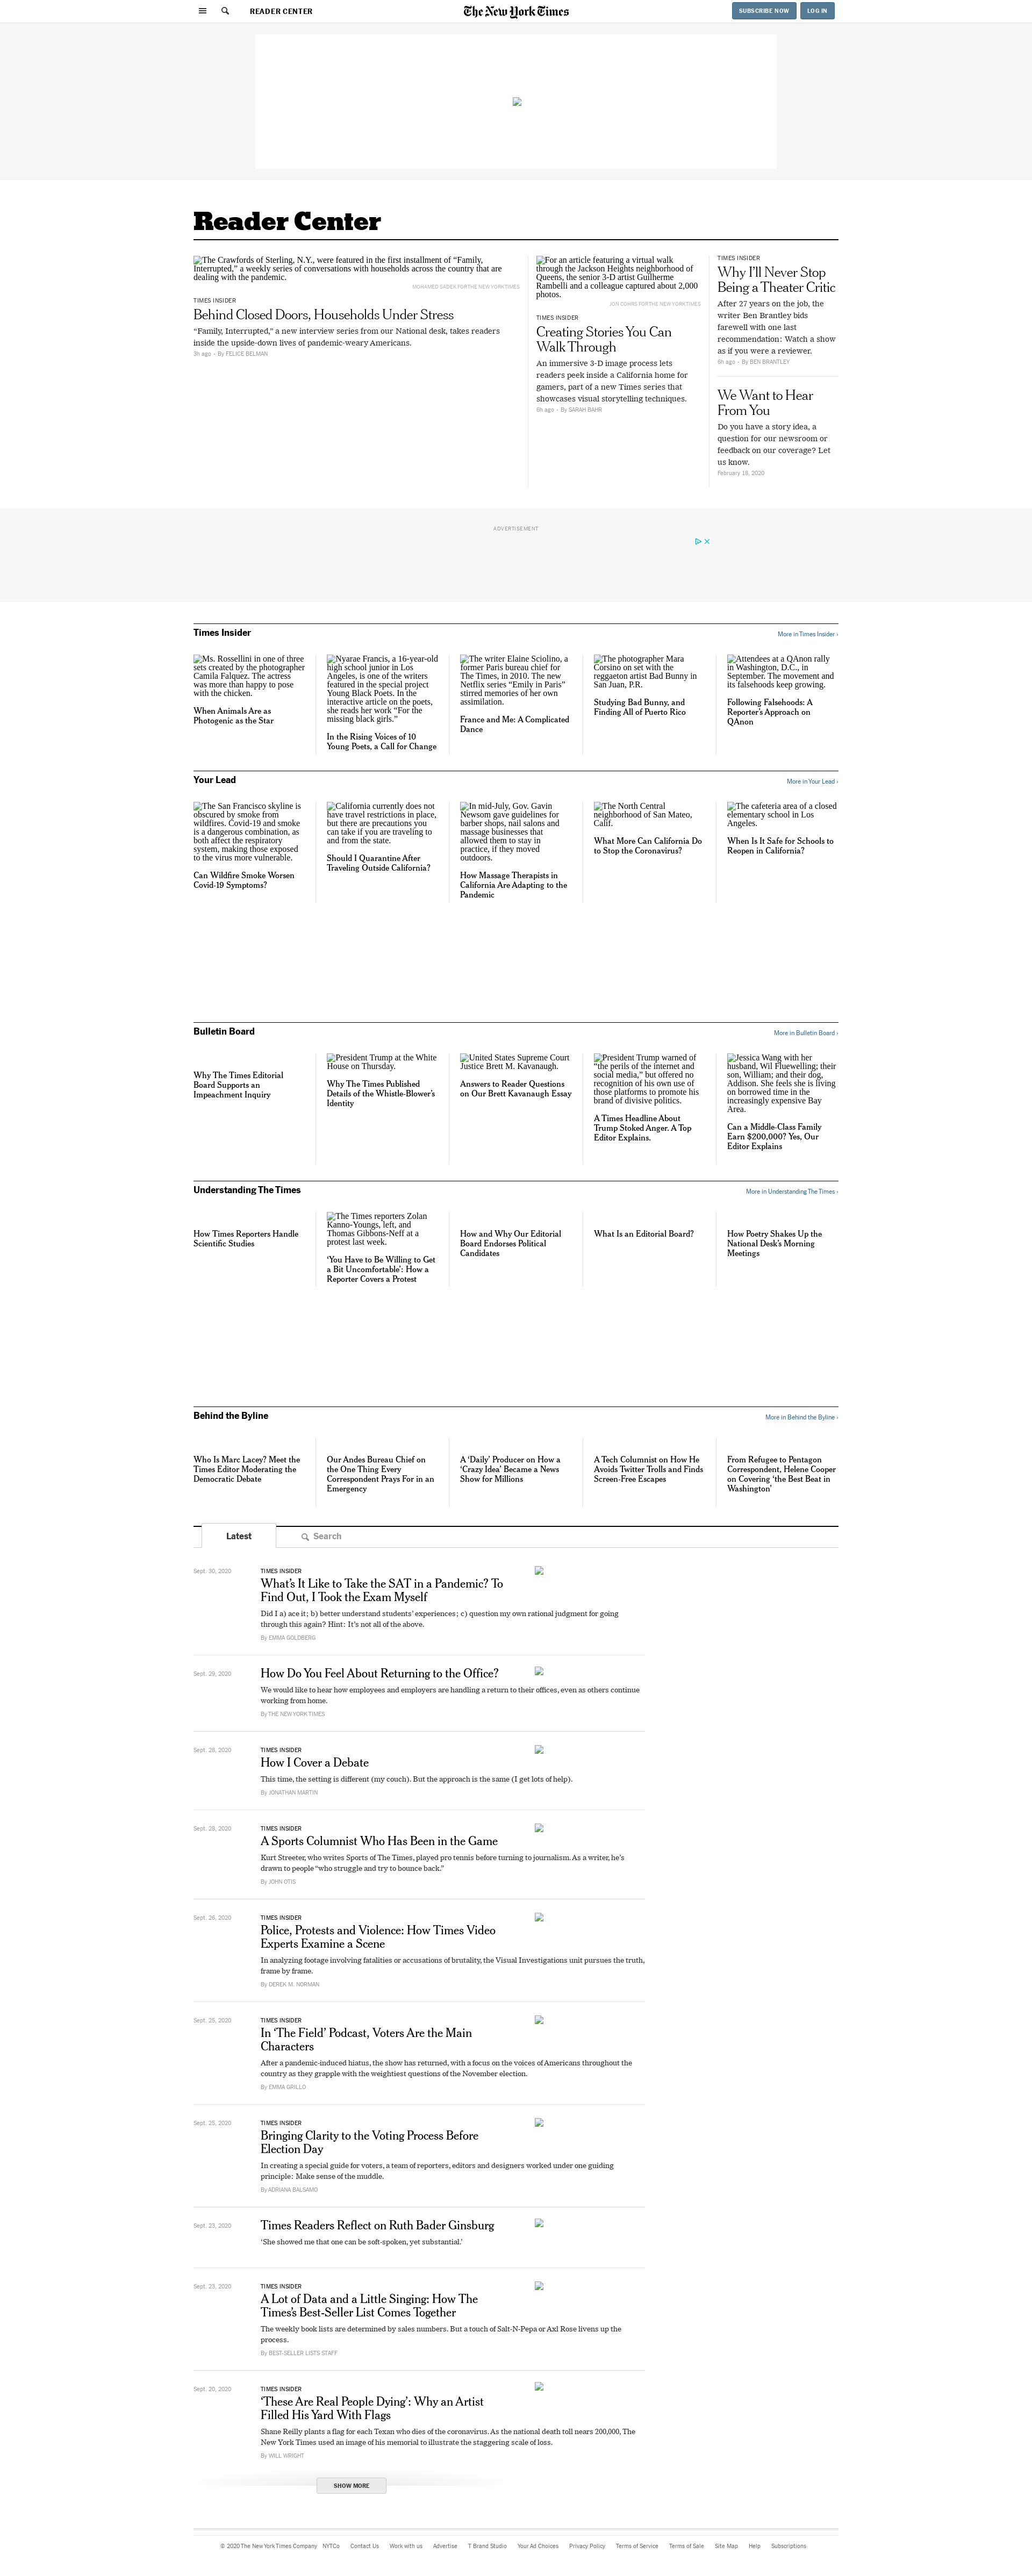 READER CENTER
The New York Times
SUBSCRIBE NOW
LOG IN
Reader Center
The Crawfords of Sterling, N.Y., were featured in the first installment of “Family,
Interrupted,” a weekly series of conversations with households across the country that are
dealing with the pandemic.
MOHAMED SADEK FOR THE NEW YORK TIMES
TIMES INSIDER
Behind Closed Doors, Households Under Stress
“Family, Interrupted,” a new interview series from our National desk, takes readers
inside the upside-down lives of pandemic-weary Americans.
3h ago · By FELICE BELMAN
For an article featuring a virtual walk
through the Jackson Heights neighborhood of
Queens, the senior 3-D artist Guilherme
Rambelli and a colleague captured about 2,000
photos.
JON COHRS FOR THE NEW YORK TIMES
TIMES INSIDER
Creating Stories You Can
Walk Through
An immersive 3-D image process lets
readers peek inside a California home for
gamers, part of a new Times series that
showcases visual storytelling techniques.
6h ago · By SARAH BAHR
TIMES INSIDER
Why I’ll Never Stop
Being a Theater Critic
After 27 years on the job, the
writer Ben Brantley bids
farewell with one last
recommendation: Watch a show
as if you were a reviewer.
6h ago · By BEN BRANTLEY
We Want to Hear
From You
Do you have a story idea, a
question for our newsroom or
feedback on our coverage? Let
us know.
February 18, 2020
ADVERTISEMENT
Times Insider
More in Times Insider ›
Ms. Rossellini in one of three
sets created by the photographer
Camila Falquez. The actress
was more than happy to pose
with the chicken.
When Animals Are as
Photogenic as the Star
Nyarae Francis, a 16-year-old
high school junior in Los
Angeles, is one of the writers
featured in the special project
Young Black Poets. In the
interactive article on the poets,
she reads her work “For the
missing black girls.”
In the Rising Voices of 10
Young Poets, a Call for Change
The writer Elaine Sciolino, a
former Paris bureau chief for
The Times, in 2010. The new
Netflix series “Emily in Paris”
stirred memories of her own
assimilation.
France and Me: A Complicated
Dance
The photographer Mara
Corsino on set with the
reggaeton artist Bad Bunny in
San Juan, P.R.
Studying Bad Bunny, and
Finding All of Puerto Rico
Attendees at a QAnon rally
in Washington, D.C., in
September. The movement and
its falsehoods keep growing.
Following Falsehoods: A
Reporter’s Approach on
QAnon
Your Lead
More in Your Lead ›
The San Francisco skyline is
obscured by smoke from
wildfires. Covid-19 and smoke
is a dangerous combination, as
both affect the respiratory
system, making those exposed
to the virus more vulnerable.
Can Wildfire Smoke Worsen
Covid-19 Symptoms?
California currently does not
have travel restrictions in place,
but there are precautions you
can take if you are traveling to
and from the state.
Should I Quarantine After
Traveling Outside California?
In mid-July, Gov. Gavin
Newsom gave guidelines for
barber shops, nail salons and
massage businesses that
allowed them to stay in
practice, if they moved
outdoors.
How Massage Therapists in
California Are Adapting to the
Pandemic
The North Central
neighborhood of San Mateo,
Calif.
What More Can California Do
to Stop the Coronavirus?
The cafeteria area of a closed
elementary school in Los
Angeles.
When Is It Safe for Schools to
Reopen in California?
Bulletin Board
More in Bulletin Board ›
Why The Times Editorial
Board Supports an
Impeachment Inquiry
President Trump at the White
House on Thursday.
Why The Times Published
Details of the Whistle-Blower’s
Identity
United States Supreme Court
Justice Brett M. Kavanaugh.
Answers to Reader Questions
on Our Brett Kavanaugh Essay
President Trump warned of
“the perils of the internet and
social media,” but offered no
recognition of his own use of
those platforms to promote his
brand of divisive politics.
A Times Headline About
Trump Stoked Anger. A Top
Editor Explains.
Jessica Wang with her
husband, Wil Fluewelling; their
son, William; and their dog,
Addison. She feels she is living
on borrowed time in the
increasingly expensive Bay
Area.
Can a Middle-Class Family
Earn $200,000? Yes, Our
Editor Explains
Understanding The Times
More in Understanding The Times ›
How Times Reporters Handle
Scientific Studies
The Times reporters Zolan
Kanno-Youngs, left, and
Thomas Gibbons-Neff at a
protest last week.
‘You Have to Be Willing to Get
a Bit Uncomfortable’: How a
Reporter Covers a Protest
How and Why Our Editorial
Board Endorses Political
Candidates
What Is an Editorial Board?
How Poetry Shakes Up the
National Desk’s Morning
Meetings
Behind the Byline
More in Behind the Byline ›
Who Is Marc Lacey? Meet the
Times Editor Moderating the
Democratic Debate
Our Andes Bureau Chief on
the One Thing Every
Correspondent Prays For in an
Emergency
A ‘Daily’ Producer on How a
‘Crazy Idea’ Became a News
Show for Millions
A Tech Columnist on How He
Avoids Twitter Trolls and Finds
Screen-Free Escapes
From Refugee to Pentagon
Correspondent, Helene Cooper
on Covering ‘the Best Beat in
Washington’
Latest
Search
Sept. 30, 2020
TIMES INSIDER
What’s It Like to Take the SAT in a Pandemic? To
Find Out, I Took the Exam Myself
Did I a) ace it; b) better understand students’ experiences; c) question my own rational judgment for going
through this again? Hint: It’s not all of the above.
By EMMA GOLDBERG
Sept. 29, 2020
How Do You Feel About Returning to the Office?
We would like to hear how employees and employers are handling a return to their offices, even as others continue
working from home.
By THE NEW YORK TIMES
Sept. 28, 2020
TIMES INSIDER
How I Cover a Debate
This time, the setting is different (my couch). But the approach is the same (I get lots of help).
By JONATHAN MARTIN
Sept. 28, 2020
TIMES INSIDER
A Sports Columnist Who Has Been in the Game
Kurt Streeter, who writes Sports of The Times, played pro tennis before turning to journalism. As a writer, he’s
drawn to people “who struggle and try to bounce back.”
By JOHN OTIS
Sept. 26, 2020
TIMES INSIDER
Police, Protests and Violence: How Times Video
Experts Examine a Scene
In analyzing footage involving fatalities or accusations of brutality, the Visual Investigations unit pursues the truth,
frame by frame.
By DEREK M. NORMAN
Sept. 25, 2020
TIMES INSIDER
In ‘The Field’ Podcast, Voters Are the Main
Characters
After a pandemic-induced hiatus, the show has returned, with a focus on the voices of Americans throughout the
country as they grapple with the weightiest questions of the November election.
By EMMA GRILLO
Sept. 25, 2020
TIMES INSIDER
Bringing Clarity to the Voting Process Before
Election Day
In creating a special guide for voters, a team of reporters, editors and designers worked under one guiding
principle: Make sense of the muddle.
By ADRIANA BALSAMO
Sept. 23, 2020
Times Readers Reflect on Ruth Bader Ginsburg
‘She showed me that one can be soft-spoken, yet substantial.’
Sept. 23, 2020
TIMES INSIDER
A Lot of Data and a Little Singing: How The
Times’s Best-Seller List Comes Together
The weekly book lists are determined by sales numbers. But a touch of Salt-N-Pepa or Axl Rose livens up the
process.
By BEST-SELLER LISTS STAFF
Sept. 20, 2020
TIMES INSIDER
‘These Are Real People Dying’: Why an Artist
Filled His Yard With Flags
Shane Reilly plants a flag for each Texan who dies of the coronavirus. As the national death toll nears 200,000, The
New York Times used an image of his memorial to illustrate the staggering scale of loss.
By WILL WRIGHT
SHOW MORE
© 2020 The New York Times Company NYTCo Contact Us Work with us Advertise T Brand Studio Your Ad Choices Privacy Policy Terms of Service Terms of Sale Site Map Help Subscriptions